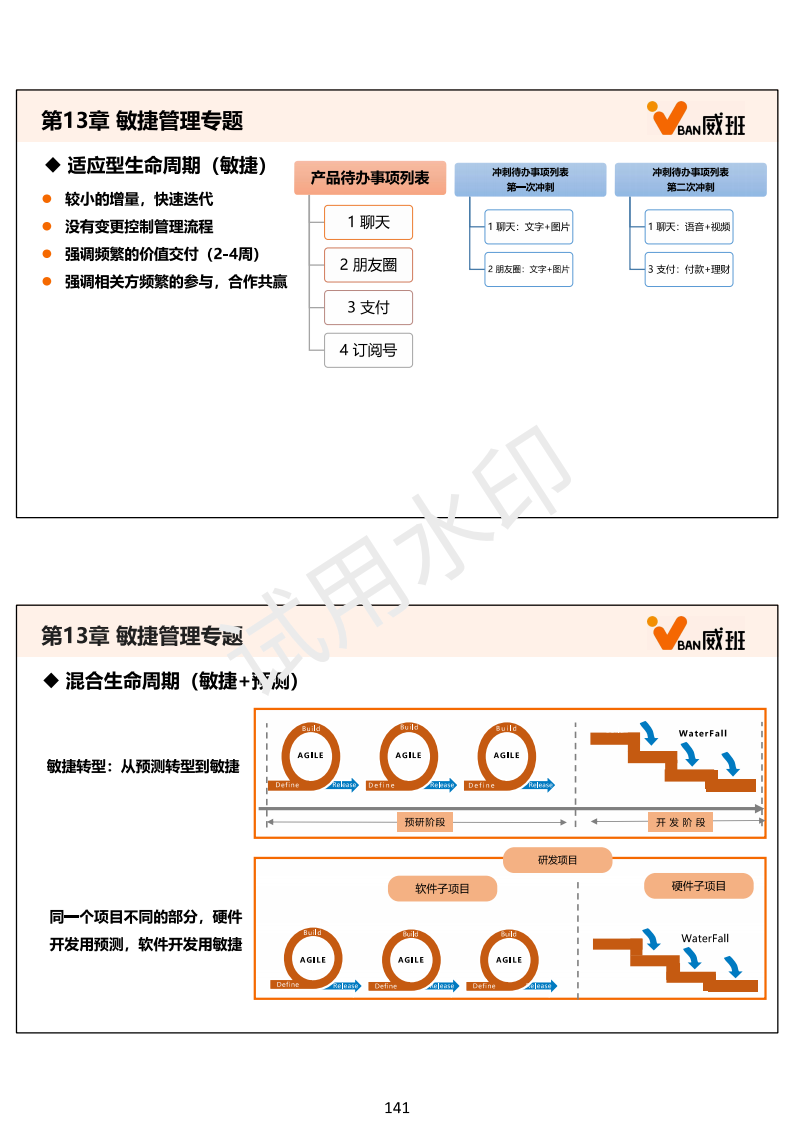 第13章 敏捷管理专题
VBAN威班
◆ 适应型生命周期（敏捷）
● 较小的增量，快速迭代
● 没有变更控制管理流程
● 强调频繁的价值交付（2-4周）
● 强调相关方频繁的参与，合作共赢
产品待办事项列表
1 聊天
2 朋友圈
3 支付
4 订阅号
冲刺待办事项列表
第一次冲刺
1 聊天：文字+图片
2 朋友圈：文字+图片
冲刺待办事项列表
第二次冲刺
1 聊天：语音+视频
3 支付：付款+理财
试用水印
第13章 敏捷管理专题
VBAN威班
◆ 混合生命周期（敏捷+预测）
敏捷转型：从预测转型到敏捷
Build
AGILE
Define
Release
Build
AGILE
Define
Release
Build
AGILE
Define
Release
WaterFall
预研阶段
开发阶段
同一个项目不同的部分，硬件
开发用预测，软件开发用敏捷
研发项目
软件子项目
硬件子项目
Build
AGILE
Define
Release
Build
AGILE
Define
Release
Build
AGILE
Define
Release
WaterFall
141